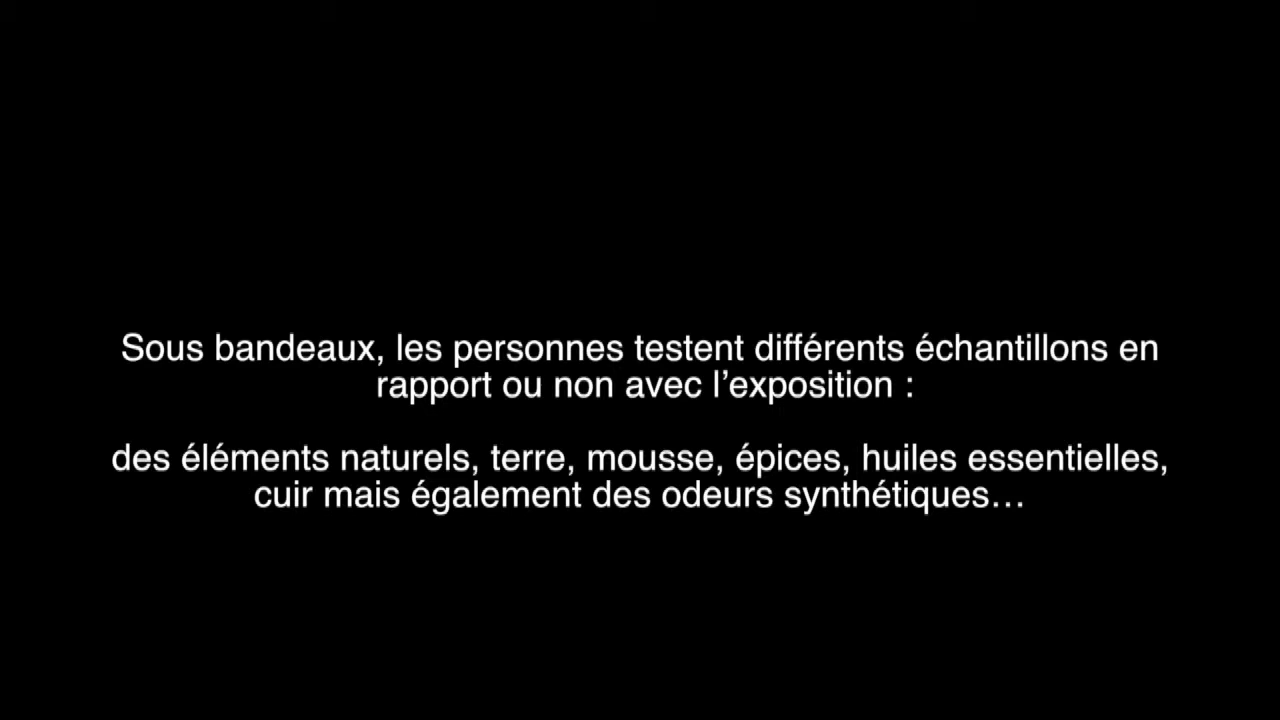 Sous bandeaux, les personnes testent différents échantillons en
rapport ou non avec l’exposition :
des éléments naturels, terre, mousse, épices, huiles essentielles,
cuir mais également des odeurs synthétiques…